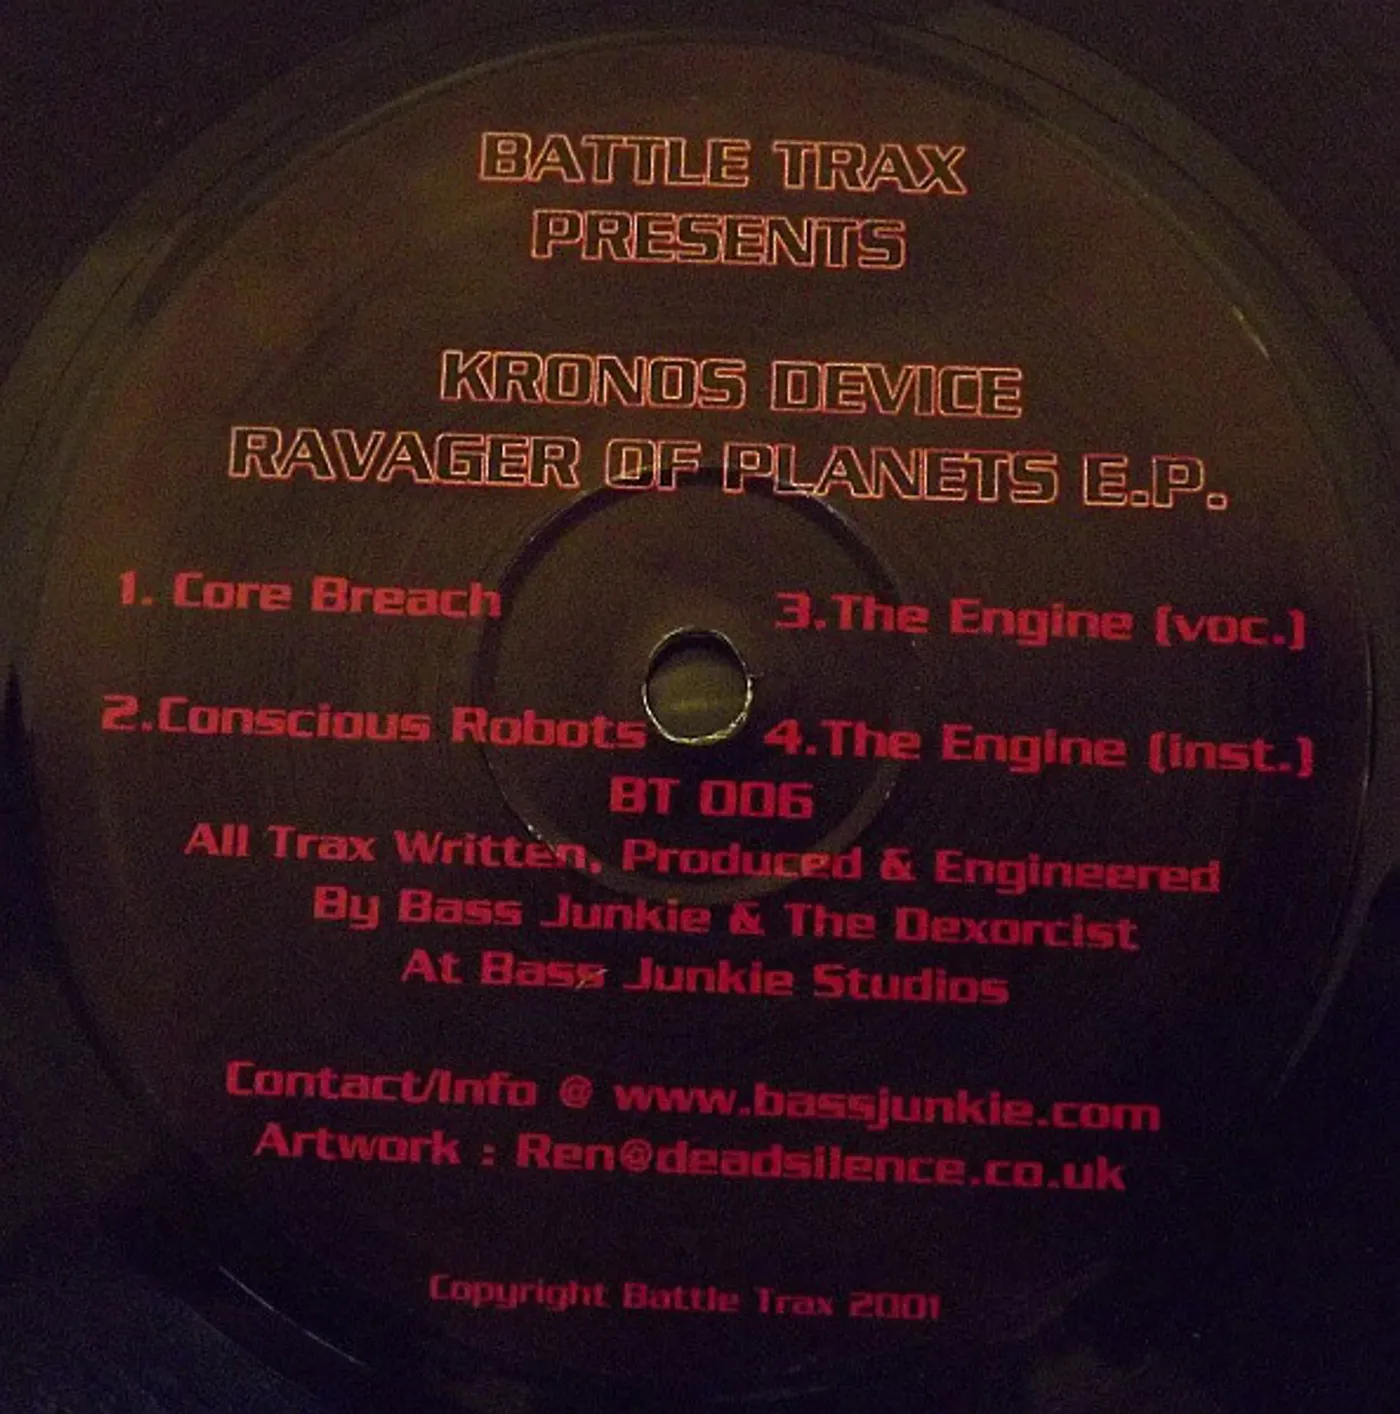 BATTLE TRAX
PRESENTS
KRONOS DEVICE
RAVAGER OF PLANETS E.P.
1. Core Breach
2.Conscious Robots
3.The Engine (voc.)
4.The Engine (inst.)
BT 006
All Trax Written, Produced & Engineered
By Bass Junkie & The Dexorcist
At Bass Junkie Studios
Contact/Info @ www.bassjunkie.com
Artwork : Ren@deadsilence.co.uk
Copyright Battle Trax 2001